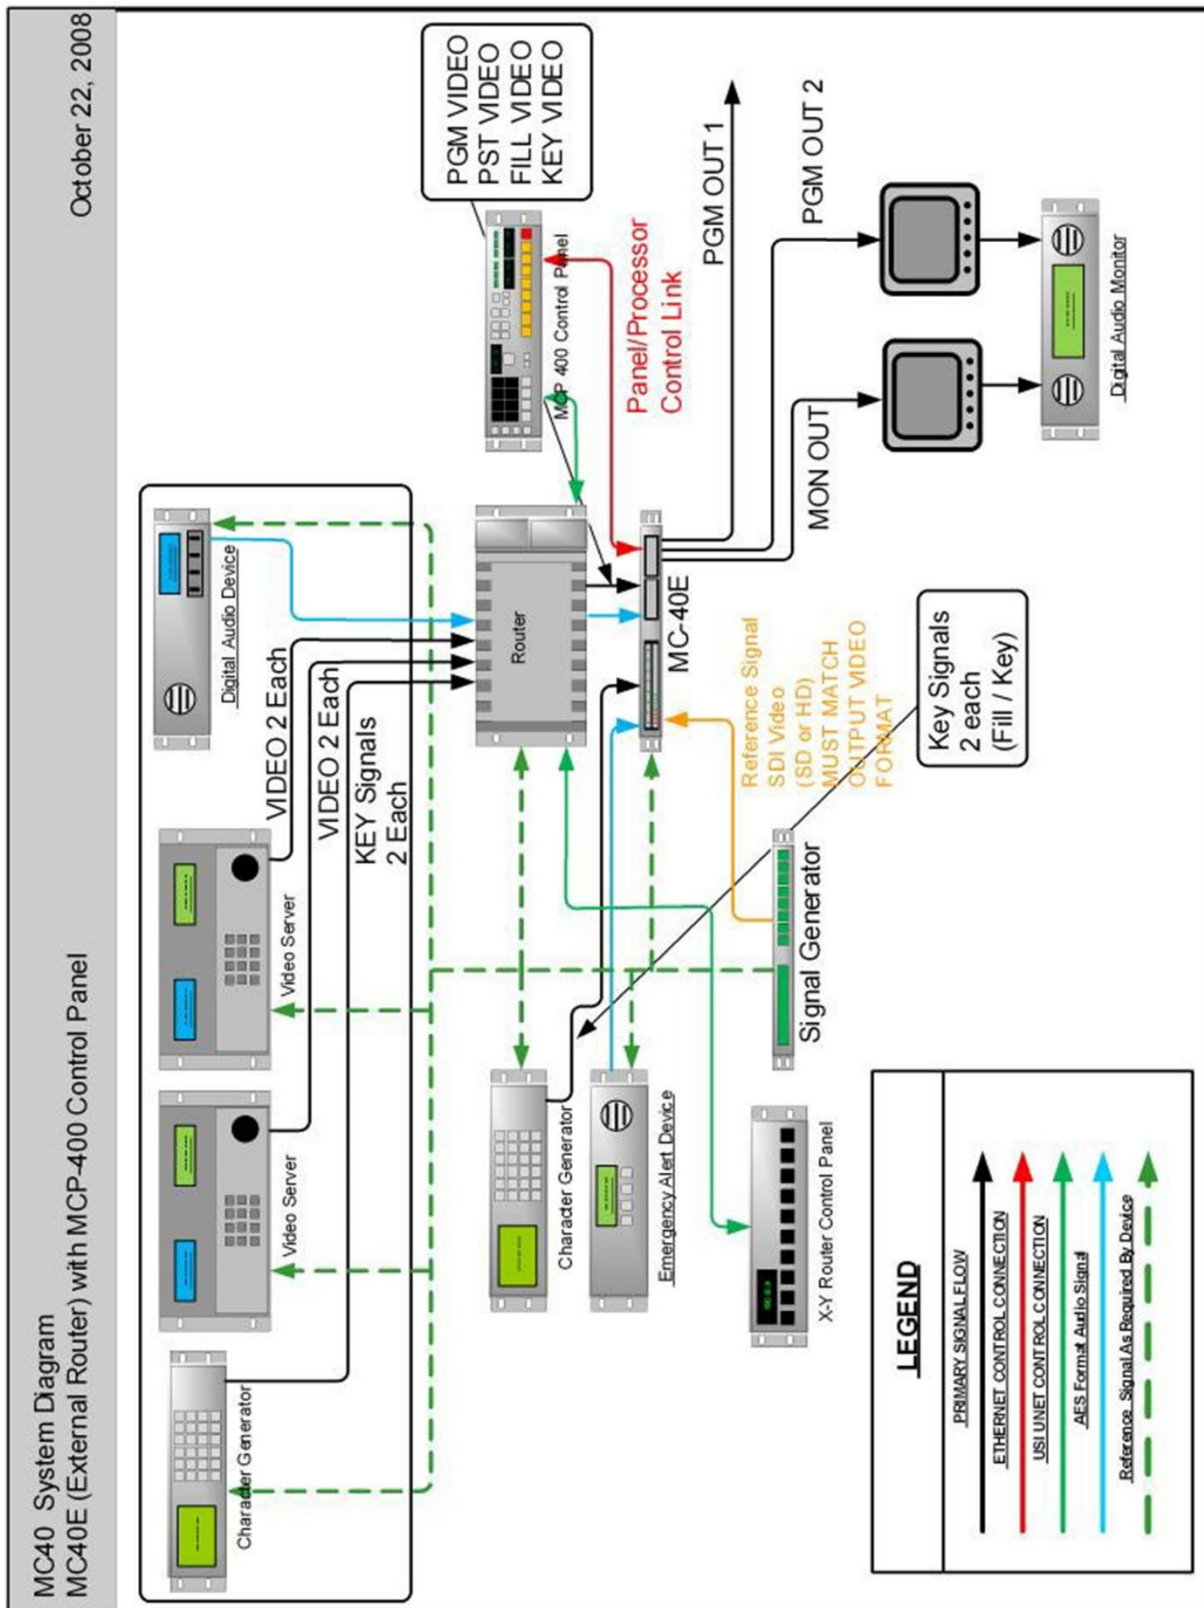 MC40 System Diagram
October 22, 2008
MC40E (External Router) with MCP-400 Control Panel
Character Generator
Video Server
Video Server
Digital Audio Device
VIDEO 2 Each
VIDEO 2 Each
KEY Signals
2 Each
PGM VIDEO
PST VIDEO
FILL VIDEO
KEY VIDEO
Router
MCP 400 Control Panel
Character Generator
Emergency Alert Device
MC-40E
Panel/Processor
Control Link
PGM OUT 1
PGM OUT 2
MON OUT
X-Y Router Control Panel
Signal Generator
Reference Signal
SDI Video
(SD or HD)
MUST MATCH
OUTPUT VIDEO
FORMAT
Key Signals
2 each
(Fill / Key)
Digital Audio Monitor
LEGEND
PRIMARY SIGNAL FLOW
ETHERNET CONTROL CONNECTION
USI UNET CONTROL CONNECTION
AES Format Audio Signal
Reference Signal As Required By Device